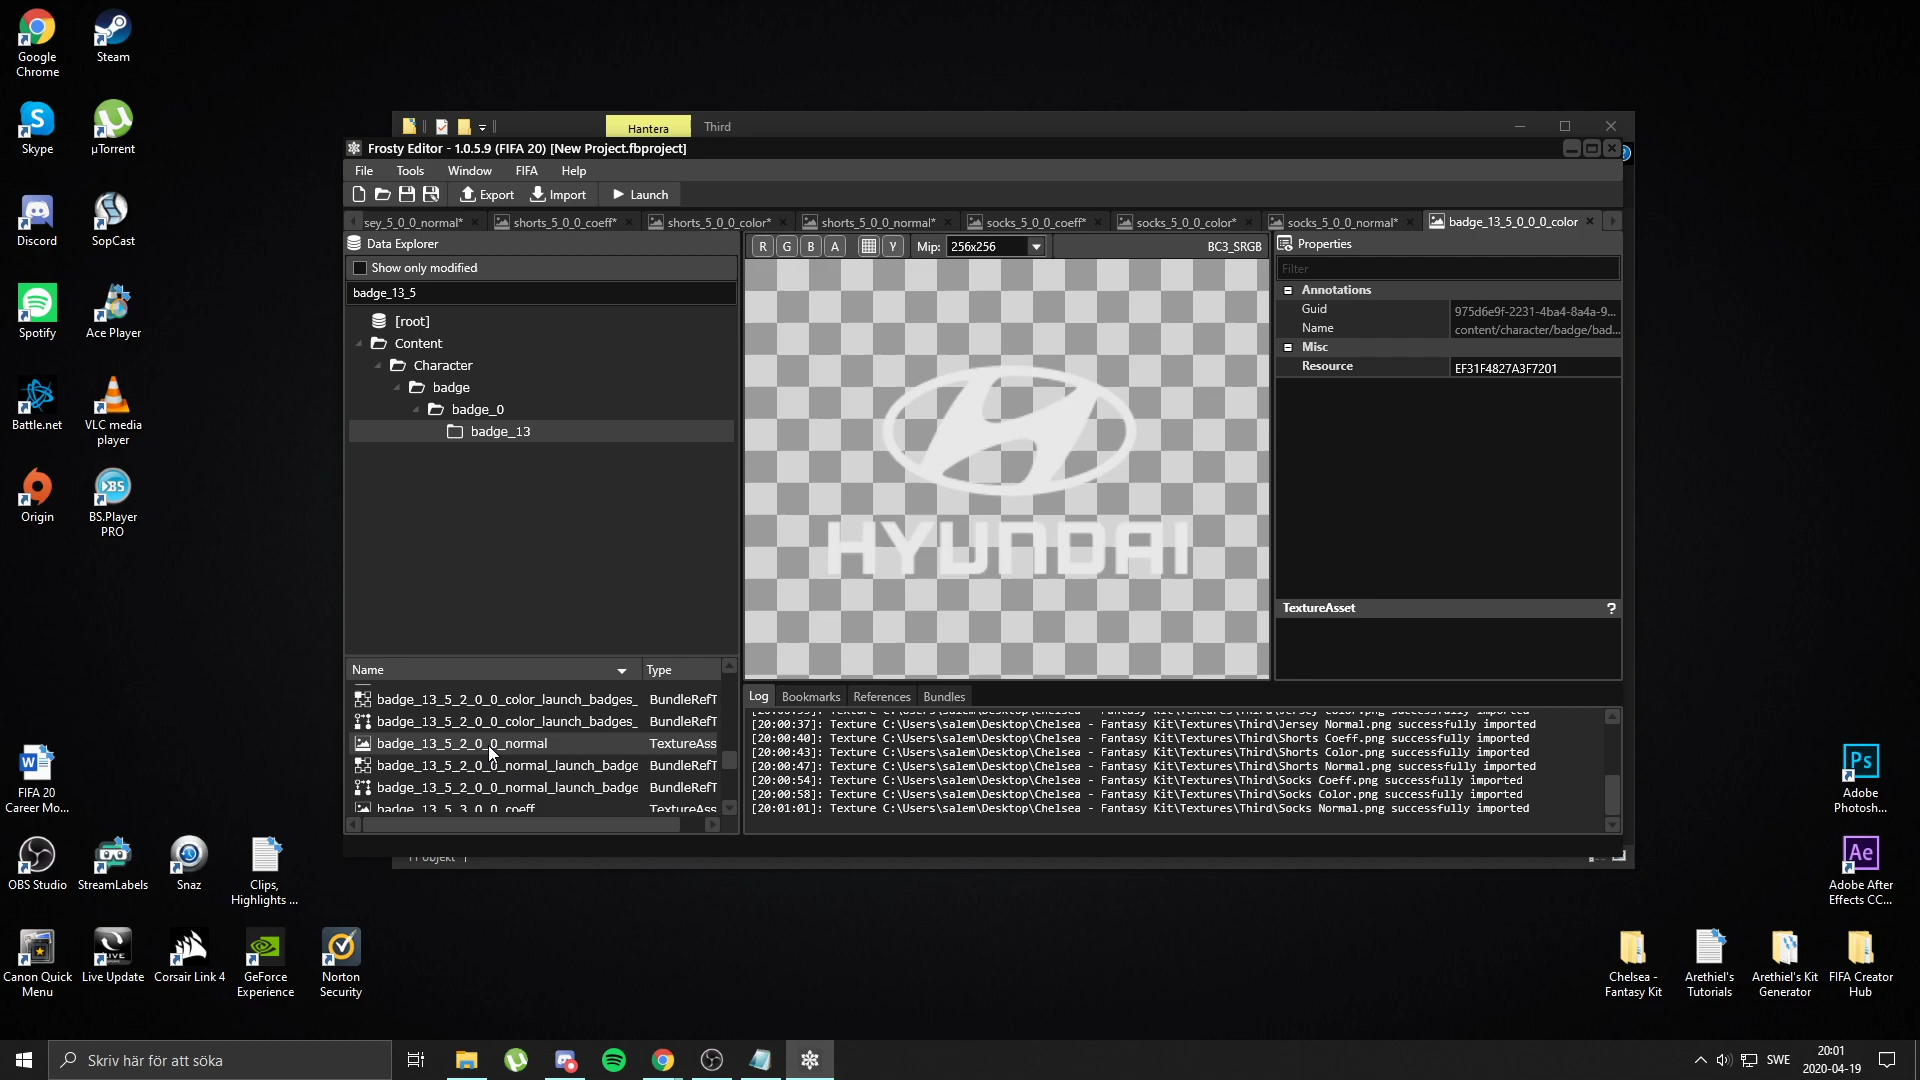 Google
Chrome
Steam
Skype
µTorrent
Discord
SopCast
Spotify
Ace Player
Battle.net
VLC media
player
Origin
BS.Player
PRO
FIFA 20
Career Mo...
OBS Studio
StreamLabels
Snaz
Clips,
Highlights ...
Canon Quick
Menu
Live Update
Corsair Link 4
GeForce
Experience
Norton
Security
Hantera
Third
Frosty Editor - 1.0.5.9 (FIFA 20) [New Project.fbproject]
File
Tools
Window
FIFA
Help
Export
Import
Launch
sey_5_0_0_normal*
shorts_5_0_0_coeff*
shorts_5_0_0_color*
shorts_5_0_0_normal*
socks_5_0_0_coeff*
socks_5_0_0_color*
socks_5_0_0_normal*
badge_13_5_0_0_0_color
Data Explorer
Show only modified
badge_13_5
[root]
Content
Character
badge
badge_0
badge_13
Name
Type
badge_13_5_2_0_0_color_launch_badges_
BundleRefT
badge_13_5_2_0_0_color_launch_badges_
BundleRefT
badge_13_5_2_0_0_normal
TextureAss
badge_13_5_2_0_0_normal_launch_badge
BundleRefT
badge_13_5_2_0_0_normal_launch_badge
BundleRefT
badge_13_5_3_0_0_coeff
TextureAss
R
G
B
A
Y
Mip:
256x256
BC3_SRGB
HYUNDAI
Properties
Filter
Annotations
Guid
975d6e9f-2231-4ba4-8a4a-9...
Name
content/character/badge/bad...
Misc
Resource
EF31F4827A3F7201
TextureAsset
?
Log
Bookmarks
References
Bundles
[20:00:37]: Texture C:\Users\salem\Desktop\Chelsea - Fantasy Kit\Textures\Third\Jersey Normal.png successfully imported
[20:00:40]: Texture C:\Users\salem\Desktop\Chelsea - Fantasy Kit\Textures\Third\Shorts Coeff.png successfully imported
[20:00:43]: Texture C:\Users\salem\Desktop\Chelsea - Fantasy Kit\Textures\Third\Shorts Color.png successfully imported
[20:00:47]: Texture C:\Users\salem\Desktop\Chelsea - Fantasy Kit\Textures\Third\Shorts Normal.png successfully imported
[20:00:54]: Texture C:\Users\salem\Desktop\Chelsea - Fantasy Kit\Textures\Third\Socks Coeff.png successfully imported
[20:00:58]: Texture C:\Users\salem\Desktop\Chelsea - Fantasy Kit\Textures\Third\Socks Color.png successfully imported
[20:01:01]: Texture C:\Users\salem\Desktop\Chelsea - Fantasy Kit\Textures\Third\Socks Normal.png successfully imported
11 objekt
Adobe
Photosh...
Adobe After
Effects CC...
Chelsea -
Fantasy Kit
Arethiel's
Tutorials
Arethiel's Kit
Generator
FIFA Creator
Hub
Skriv här för att söka
SWE
20:01
2020-04-19